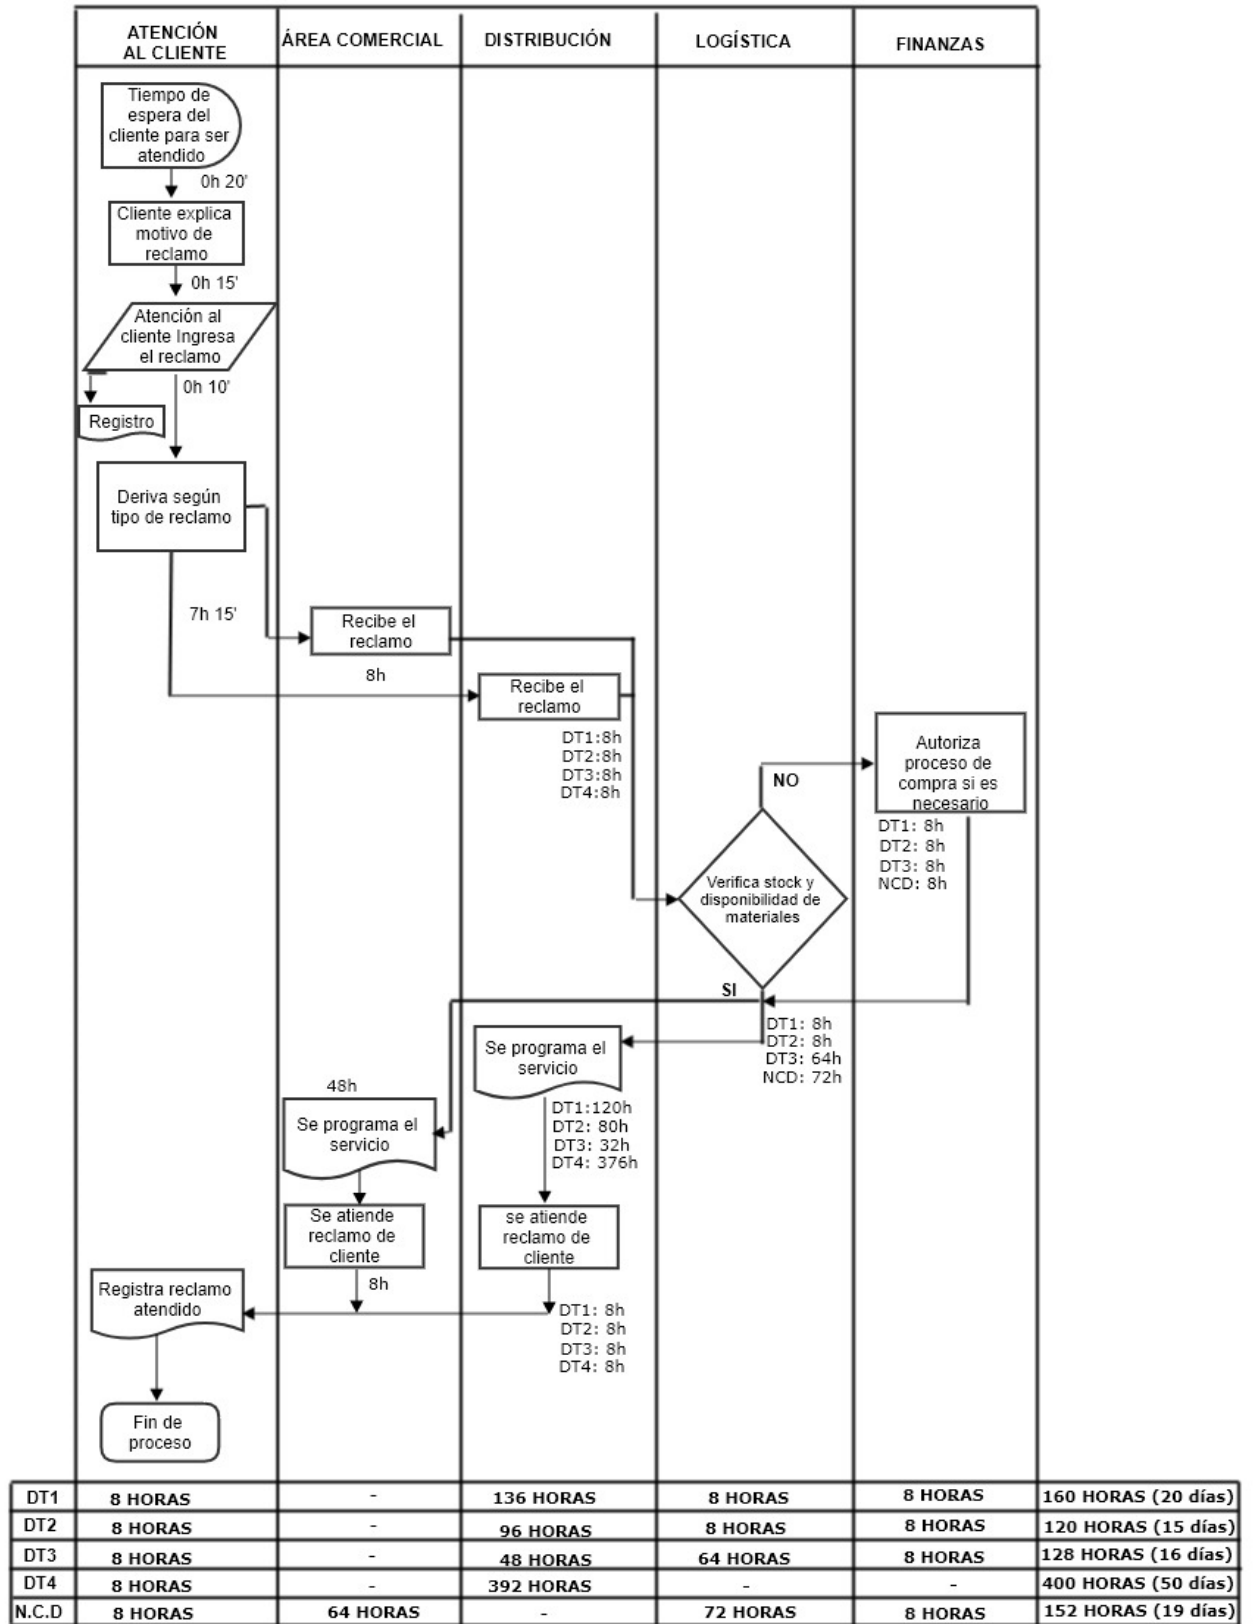 ATENCIÓN
AL CLIENTE
ÁREA COMERCIAL
DISTRIBUCIÓN
LOGÍSTICA
FINANZAS
Tiempo de
espera del
cliente para ser
atendido
0h 20'
Cliente explica
motivo de
reclamo
0h 15'
Atención al
cliente Ingresa
el reclamo
0h 10'
Registro
Deriva según
tipo de reclamo
7h 15'
Recibe el
reclamo
8h
Recibe el
reclamo
DT1:8h
DT2:8h
DT3:8h
DT4:8h
NO
Autoriza
proceso de
compra si es
necesario
DT1: 8h
DT2: 8h
DT3: 8h
NCD: 8h
Verifica stock y
disponibilidad de
materiales
SI
DT1: 8h
DT2: 8h
DT3: 64h
NCD: 72h
Se programa el
servicio
DT1:120h
DT2: 80h
DT3: 32h
DT4: 376h
48h
Se programa el
servicio
Se atiende
reclamo de
cliente
8h
se atiende
reclamo de
cliente
DT1: 8h
DT2: 8h
DT3: 8h
DT4: 8h
Registra reclamo
atendido
Fin de
proceso
DT1 8 HORAS - 136 HORAS 8 HORAS 8 HORAS 160 HORAS (20 días)
DT2 8 HORAS - 96 HORAS 8 HORAS 8 HORAS 120 HORAS (15 días)
DT3 8 HORAS - 48 HORAS 64 HORAS 8 HORAS 128 HORAS (16 días)
DT4 8 HORAS - 392 HORAS - - 400 HORAS (50 días)
N.C.D 8 HORAS 64 HORAS - 72 HORAS 8 HORAS 152 HORAS (19 días)